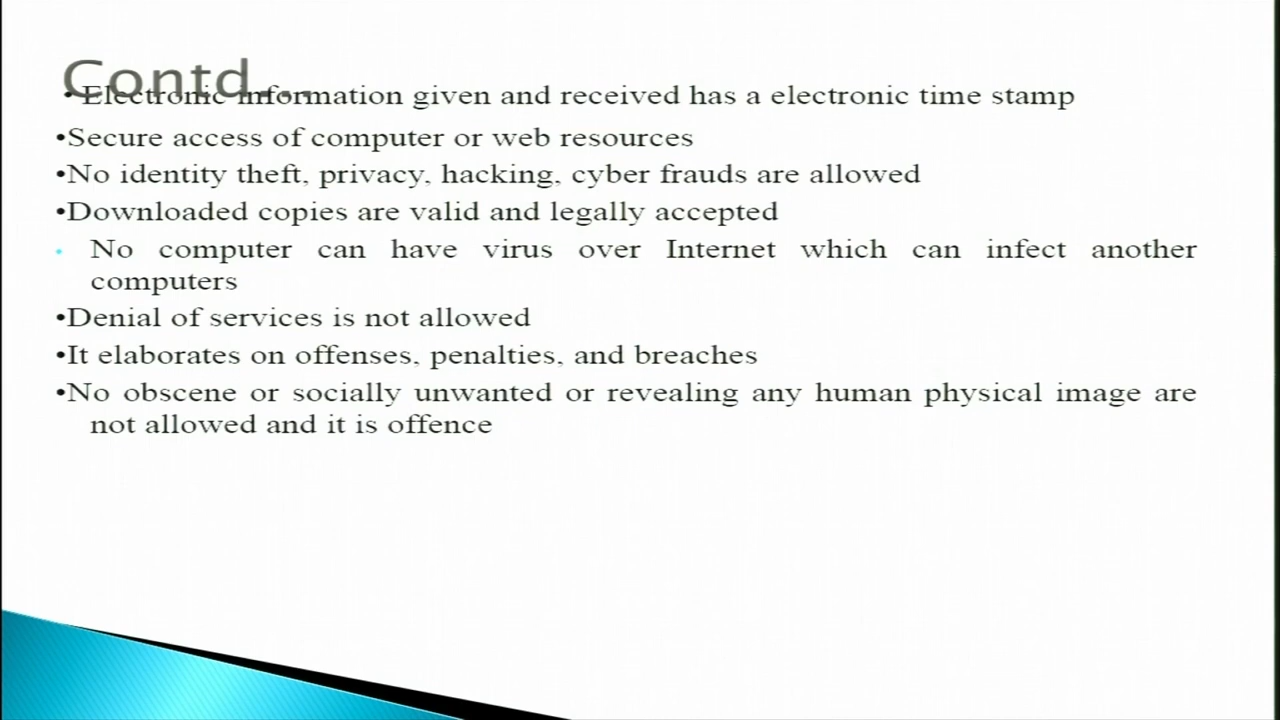 Contd...
• Electronic information given and received has a electronic time stamp
•Secure access of computer or web resources
•No identity theft, privacy, hacking, cyber frauds are allowed
•Downloaded copies are valid and legally accepted
• No computer can have virus over Internet which can infect another
computers
•Denial of services is not allowed
•It elaborates on offenses, penalties, and breaches
•No obscene or socially unwanted or revealing any human physical image are
not allowed and it is offence